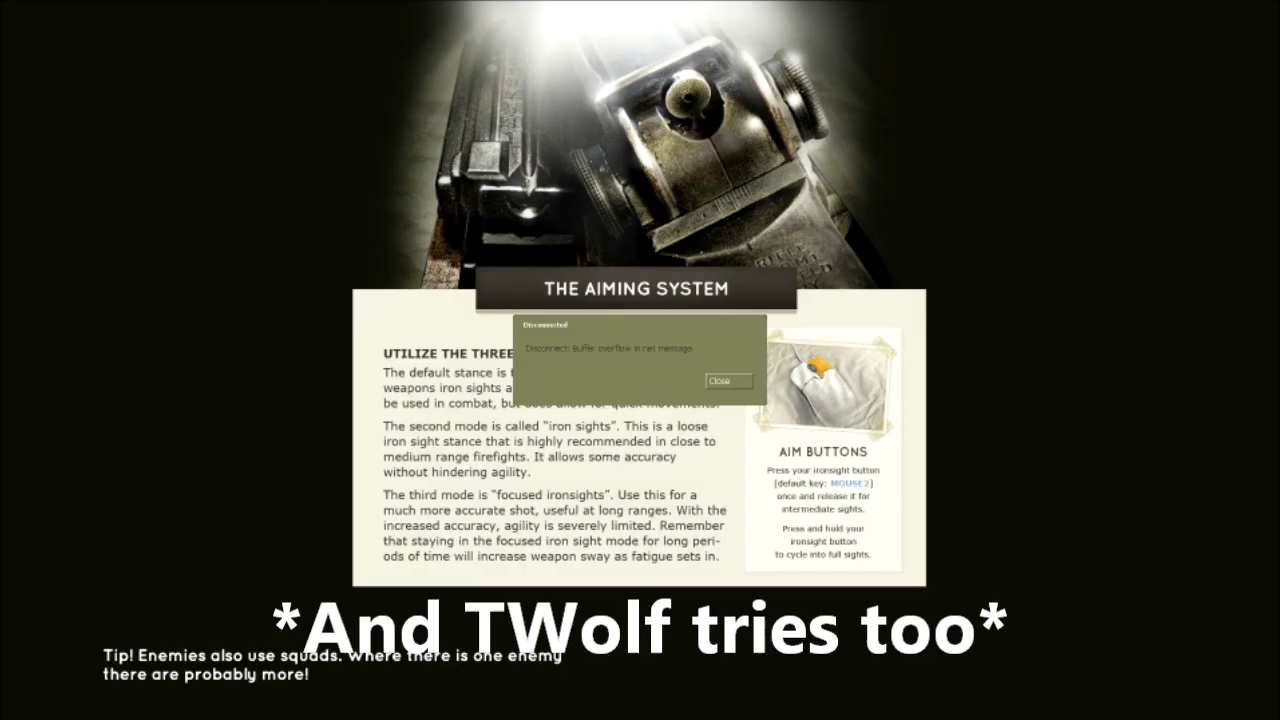 THE AIMING SYSTEM
Disconnected
Disconnect: Buffer overflow in net message.
Close
UTILIZE THE THREE
The default stance is
weapons iron sights a
be used in combat, but does allow for quick movements.
The second mode is called “iron sights”. This is a loose
iron sight stance that is highly recommended in close to
medium range firefights. It allows some accuracy
without hindering agility.
The third mode is “focused ironsights”. Use this for a
much more accurate shot, useful at long ranges. With the
increased accuracy, agility is severely limited. Remember
that staying in the focused iron sight mode for long peri-
ods of time will increase weapon sway as fatigue sets in.
AIM BUTTONS
Press your ironsight button
[default key: MOUSE2]
once and release it for
intermediate sights.
Press and hold your
ironsight button
to cycle into full sights.
*And TWolf tries too*
Tip! Enemies also use squads. Where there is one enemy
there are probably more!